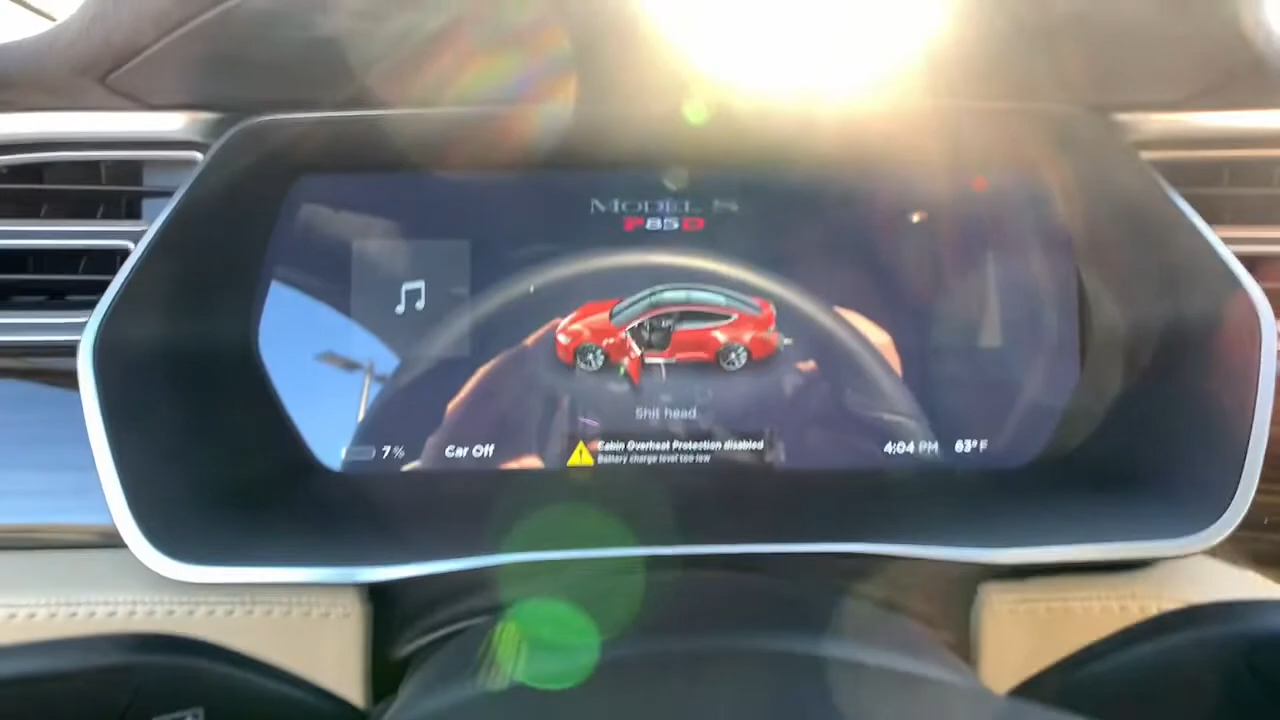 MODEL S
P85D
Shit head
7 %
Car Off
Cabin Overheat Protection disabled
Battery charge level too low
4:04 PM
63° F